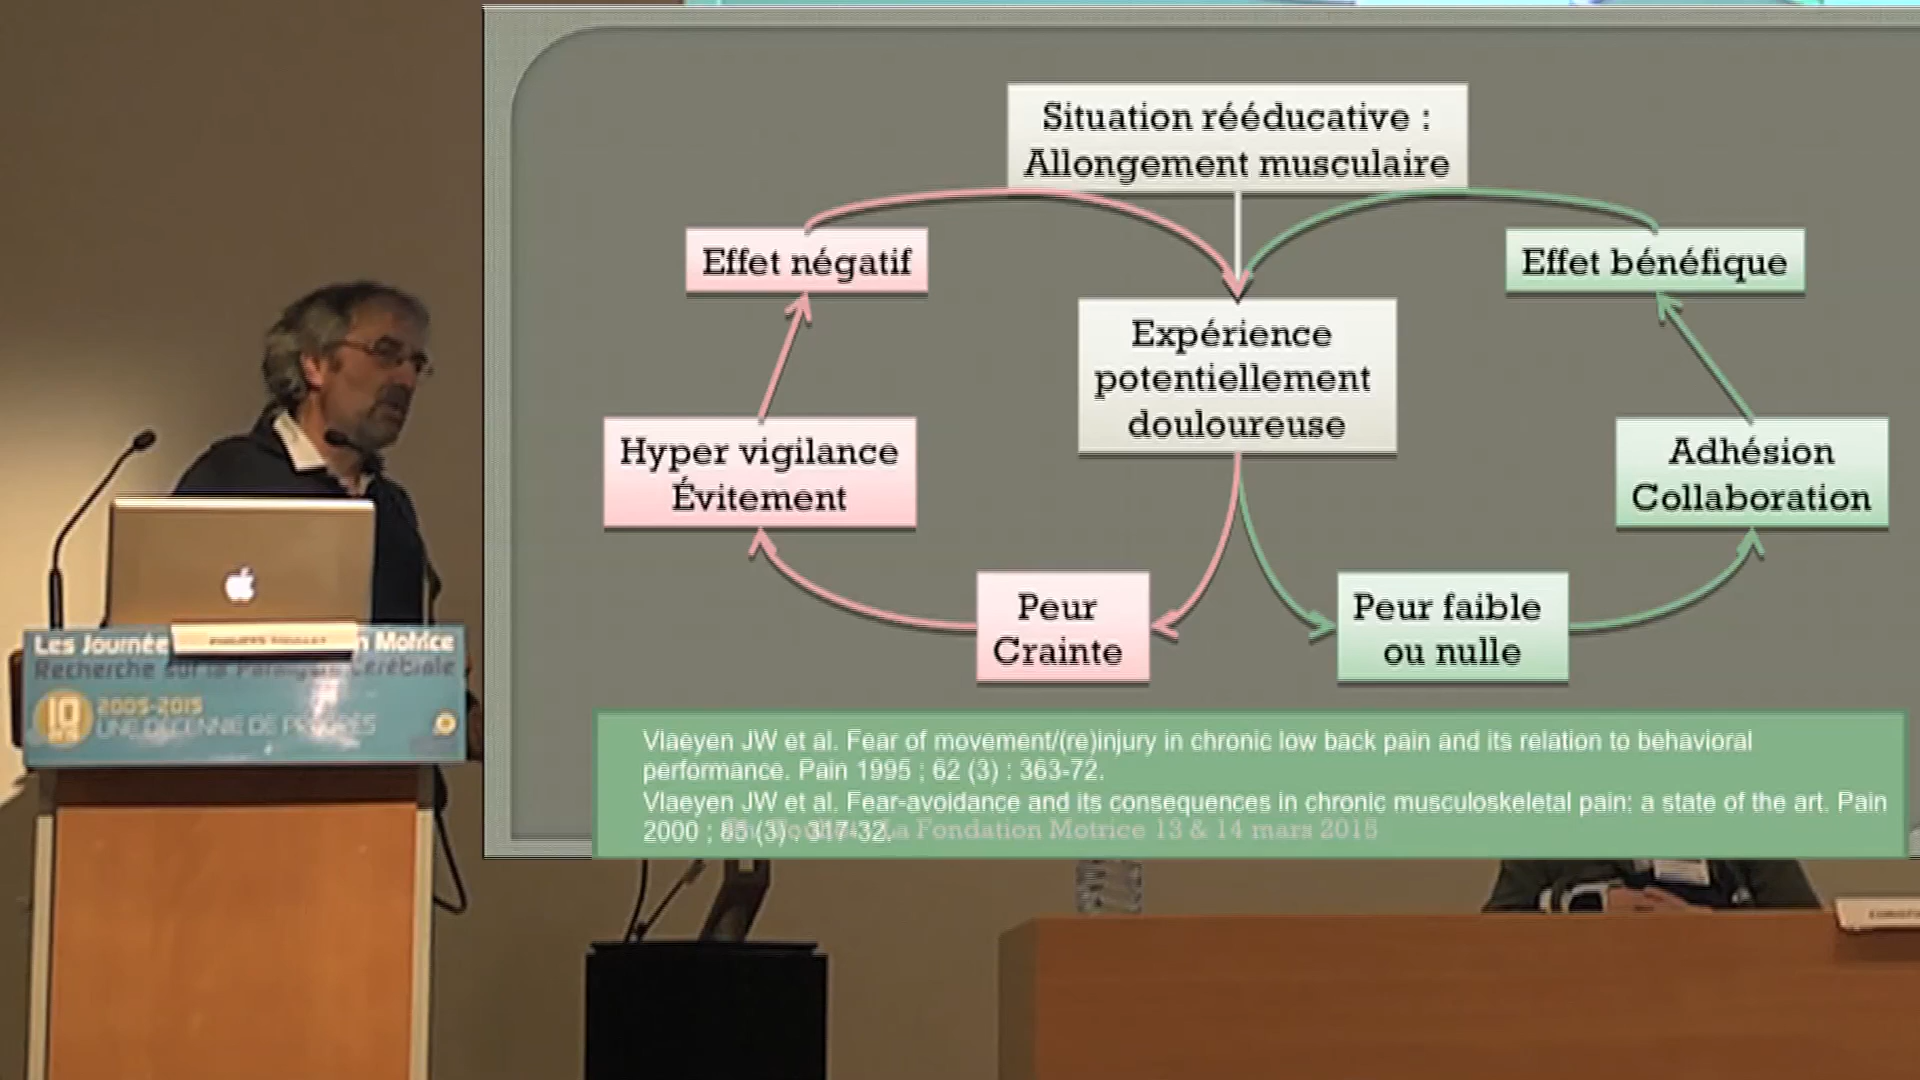 Situation rééducative :
Allongement musculaire
Effet négatif
Effet bénéfique
Expérience
potentiellement
douloureuse
Hyper vigilance
Évitement
Adhésion
Collaboration
Peur
Crainte
Peur faible
ou nulle
Vlaeyen JW et al. Fear of movement/(re)injury in chronic low back pain and its relation to behavioral
performance. Pain 1995 ; 62 (3) : 363-72.
Vlaeyen JW et al. Fear-avoidance and its consequences in chronic musculoskeletal pain: a state of the art. Pain
2000 ; 85 (3) : 317-32.
La Fondation Motrice 13 & 14 mars 2015
Les Journée
n Motrice
Recherche sur la Paralysie Cérébrale
10
2005-2015
UNE DÉCENNIE DE PROGRÈS